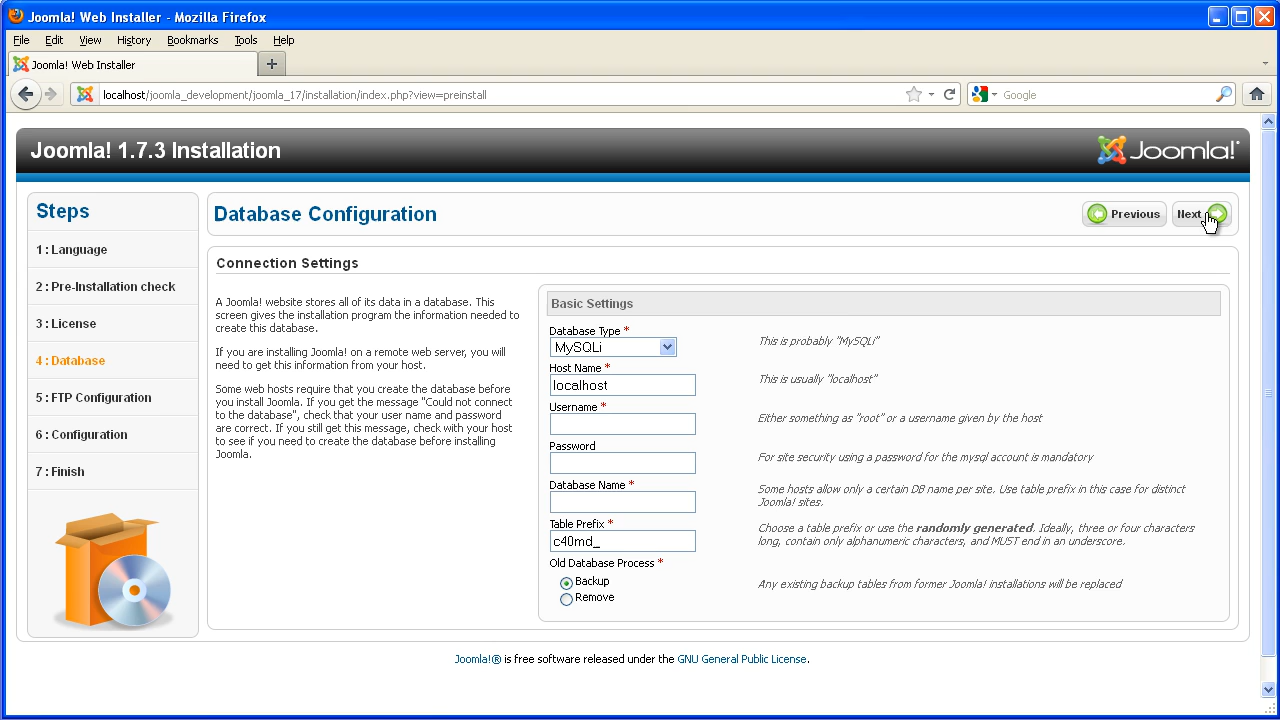 Joomla! Web Installer - Mozilla Firefox
File Edit View History Bookmarks Tools Help
Joomla! Web Installer
localhost/joomla_development/joomla_17/installation/index.php?view=preinstall
Google
Joomla! 1.7.3 Installation
Joomla!®
Steps
1 : Language
2 : Pre-Installation check
3 : License
4 : Database
5 : FTP Configuration
6 : Configuration
7 : Finish
Database Configuration
Previous
Next
Connection Settings
A Joomla! website stores all of its data in a database. This
screen gives the installation program the information needed to
create this database.
If you are installing Joomla! on a remote web server, you will
need to get this information from your host.
Some web hosts require that you create the database before
you install Joomla. If you get the message "Could not connect
to the database", check that your user name and password
are correct. If you still get this message, check with your host
to see if you need to create the database before installing
Joomla.
Basic Settings
Database Type *
MySQLi
This is probably "MySQLi"
Host Name *
localhost
This is usually "localhost"
Username *
Either something as "root" or a username given by the host
Password
For site security using a password for the mysql account is mandatory
Database Name *
Some hosts allow only a certain DB name per site. Use table prefix in this case for distinct
Joomla! sites.
Table Prefix *
c40md_
Choose a table prefix or use the randomly generated. Ideally, three or four characters
long, contain only alphanumeric characters, and MUST end in an underscore.
Old Database Process *
Backup
Remove
Any existing backup tables from former Joomla! installations will be replaced
Joomla!® is free software released under the GNU General Public License.